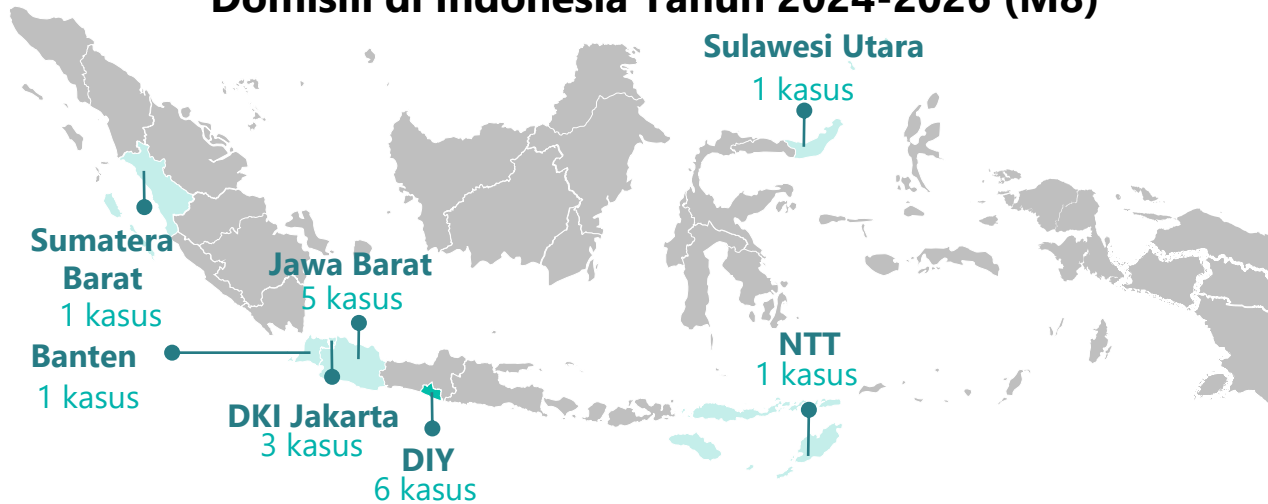 Domisili di Indonesia Tahun 2024-2026 (M8)
Sulawesi Utara
1 kasus
Sumatera
Barat
1 kasus
Jawa Barat
5 kasus
Banten
1 kasus
NTT
1 kasus
DKI Jakarta
3 kasus
DIY
6 kasus